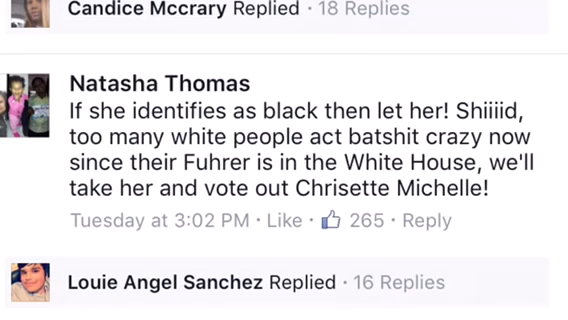 Candice Mccrary Replied · 18 Replies
Natasha Thomas
If she identifies as black then let her! Shiiiid,
too many white people act batshit crazy now
since their Fuhrer is in the White House, we'll
take her and vote out Chrisette Michelle!
Tuesday at 3:02 PM · Like · 265 · Reply
Louie Angel Sanchez Replied · 16 Replies